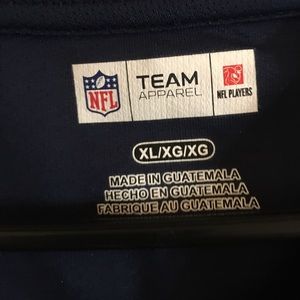 NFL
TEAM
APPAREL
NFL PLAYERS
XL/XG/XG
MADE IN GUATEMALA
HECHO EN GUATEMALA
FABRIQUE AU GUATEMALA